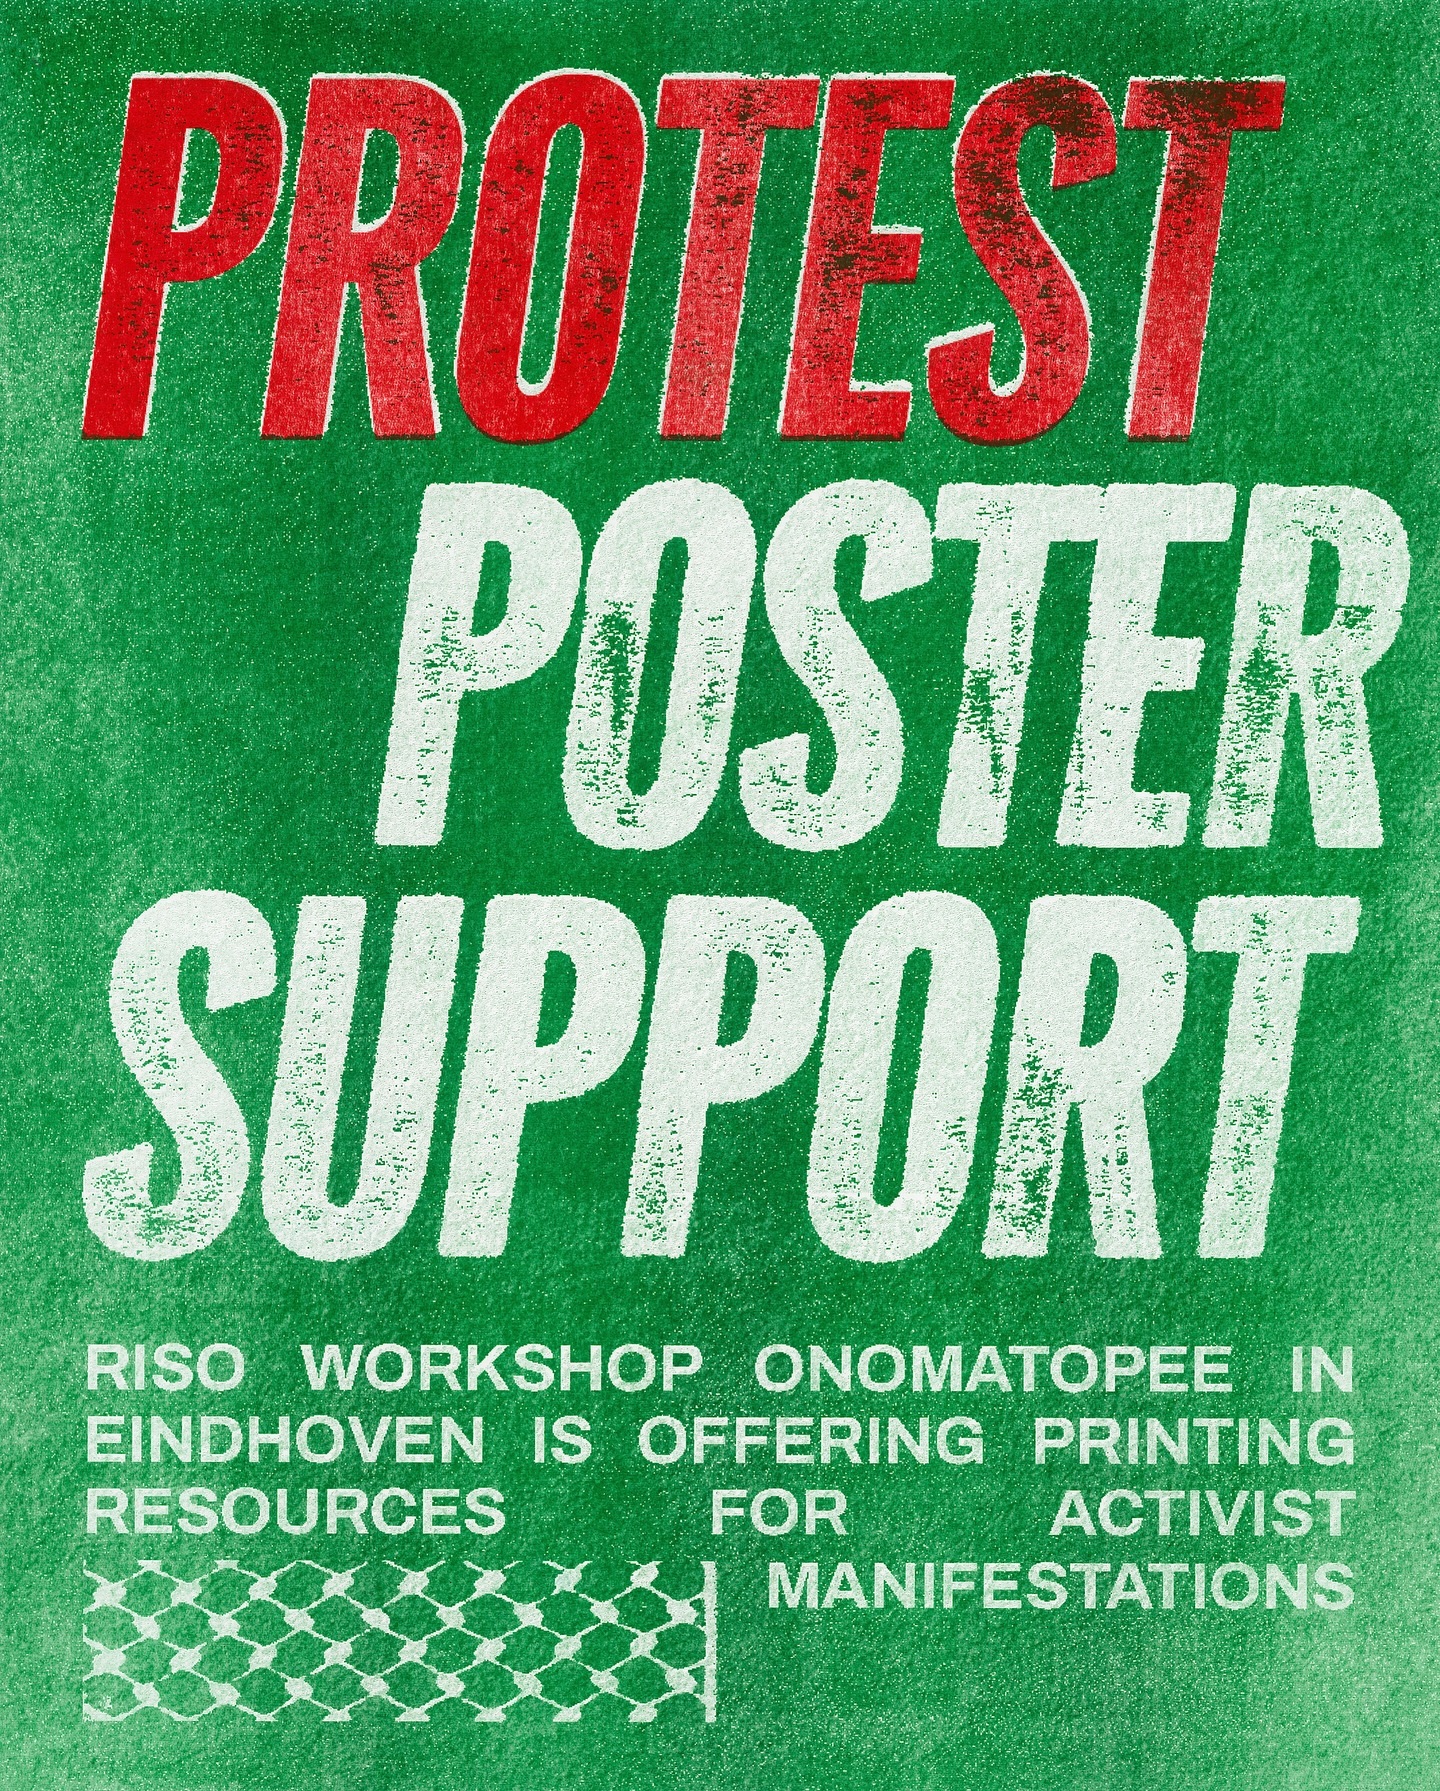 PROTEST
POSTER
SUPPORT
RISO WORKSHOP ONOMATOPEE IN
EINDHOVEN IS OFFERING PRINTING
RESOURCES FOR ACTIVIST
MANIFESTATIONS